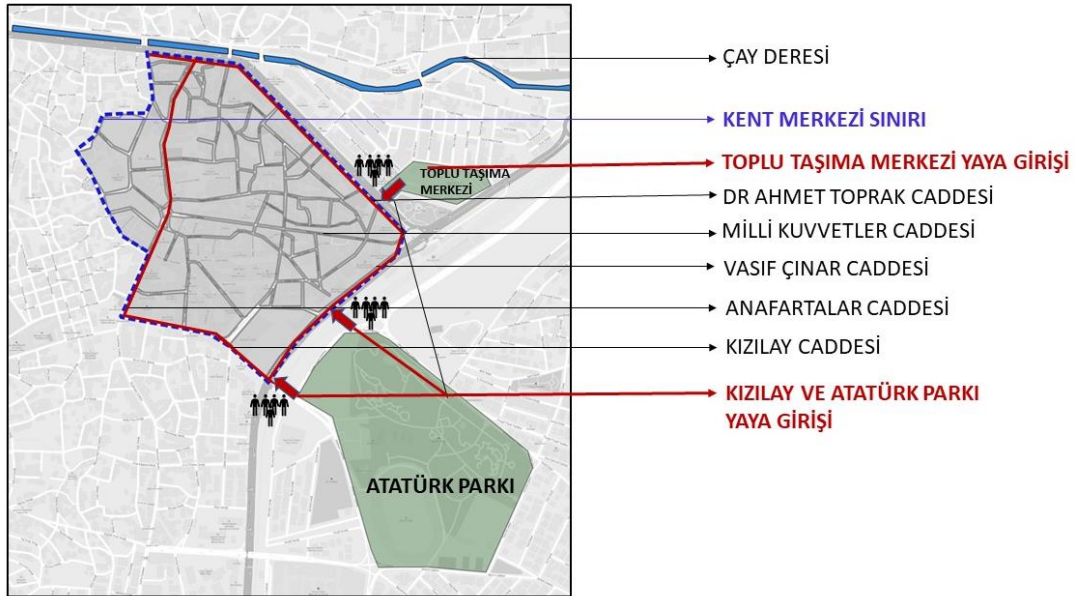 ÇAY DERESİ
KENT MERKEZİ SINIRI
TOPLU TAŞIMA MERKEZİ YAYA GİRİŞİ
DR AHMET TOPRAK CADDESİ
MİLLİ KUVVETLER CADDESİ
VASIF ÇINAR CADDESİ
ANAFARTALAR CADDESİ
KIZILAY CADDESİ
KIZILAY VE ATATÜRK PARKI
YAYA GİRİŞİ
TOPLU TAŞIMA
MERKEZİ
ATATÜRK PARKI